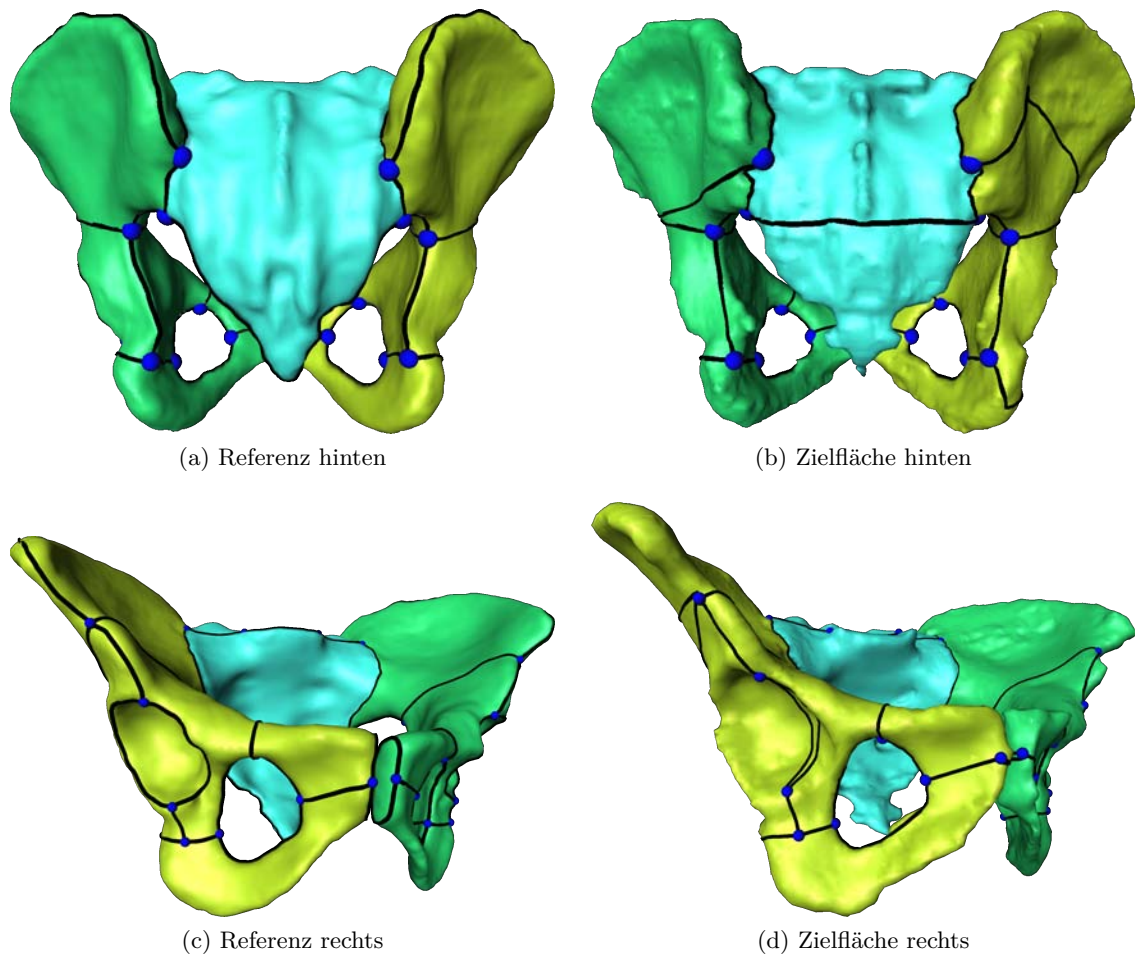 (a) Referenz hinten
(b) Zielfläche hinten
(c) Referenz rechts
(d) Zielfläche rechts